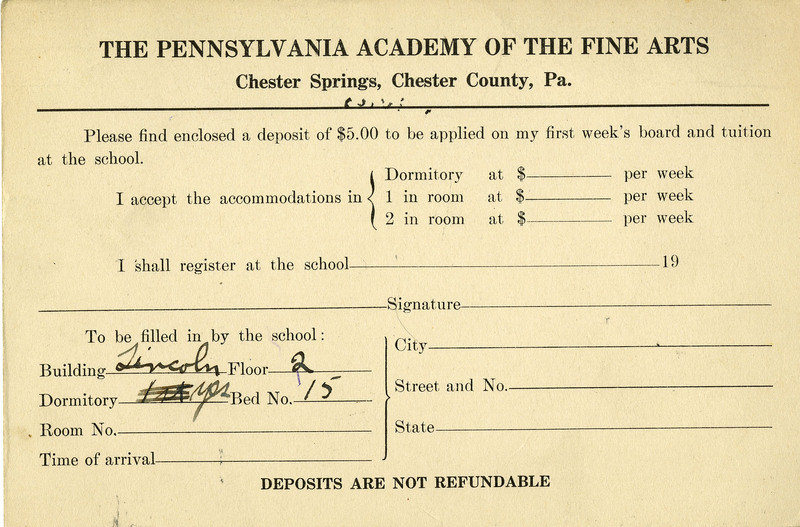 THE PENNSYLVANIA ACADEMY OF THE FINE ARTS
Chester Springs, Chester County, Pa.
Please find enclosed a deposit of $5.00 to be applied on my first week's board and tuition
at the school.
I accept the accommodations in
Dormitory at $ per week
1 in room at $ per week
2 in room at $ per week
I shall register at the school 19
Signature
To be filled in by the school:
Building Lincoln Floor 2
Dormitory yes Bed No. 15
Room No.
Time of arrival
City
Street and No.
State
DEPOSITS ARE NOT REFUNDABLE